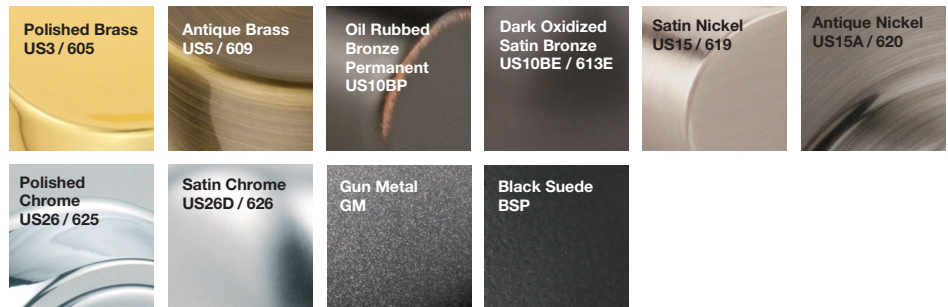 Polished Brass
US3 / 605
Antique Brass
US5 / 609
Oil Rubbed
Bronze
Permanent
US10BP
Dark Oxidized
Satin Bronze
US10BE / 613E
Satin Nickel
US15 / 619
Antique Nickel
US15A / 620
Polished
Chrome
US26 / 625
Satin Chrome
US26D / 626
Gun Metal
GM
Black Suede
BSP